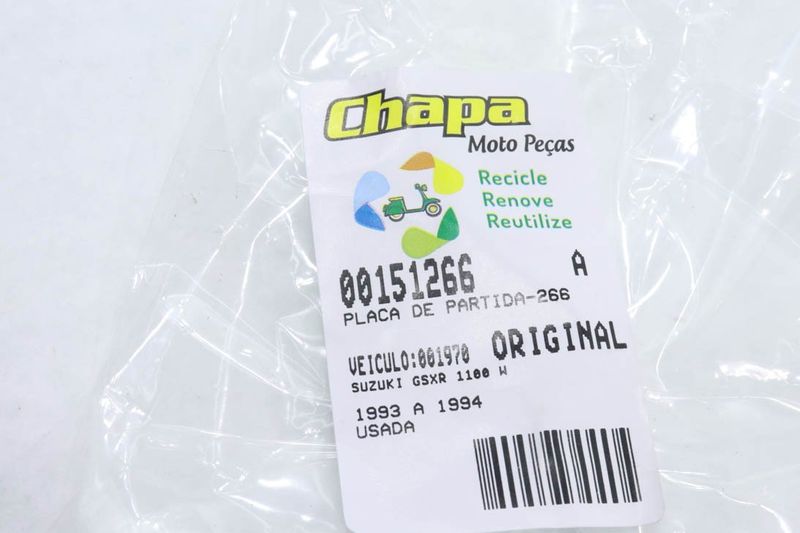 Chapa
Moto Peças
Recicle
Renove
Reutilize
00151266 A
PLACA DE PARTIDA-266
VEICULO:001970 ORIGINAL
SUZUKI GSXR 1100 W
1993 A 1994
USADA